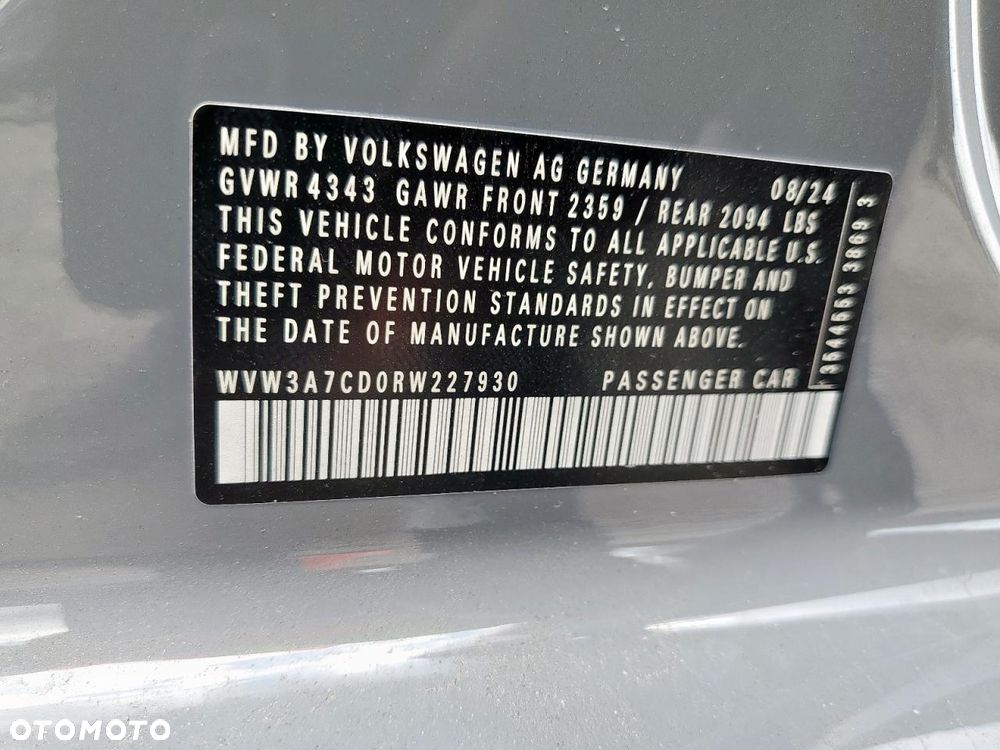 MFD BY VOLKSWAGEN AG GERMANY 08/24
GVWR 4343 GAWR FRONT 2359 / REAR 2094 LBS
THIS VEHICLE CONFORMS TO ALL APPLICABLE U.S.
FEDERAL MOTOR VEHICLE SAFETY, BUMPER AND
THEFT PREVENTION STANDARDS IN EFFECT ON
THE DATE OF MANUFACTURE SHOWN ABOVE.
WVW3A7CD0RW227930 PASSENGER CAR
OTOMOTO